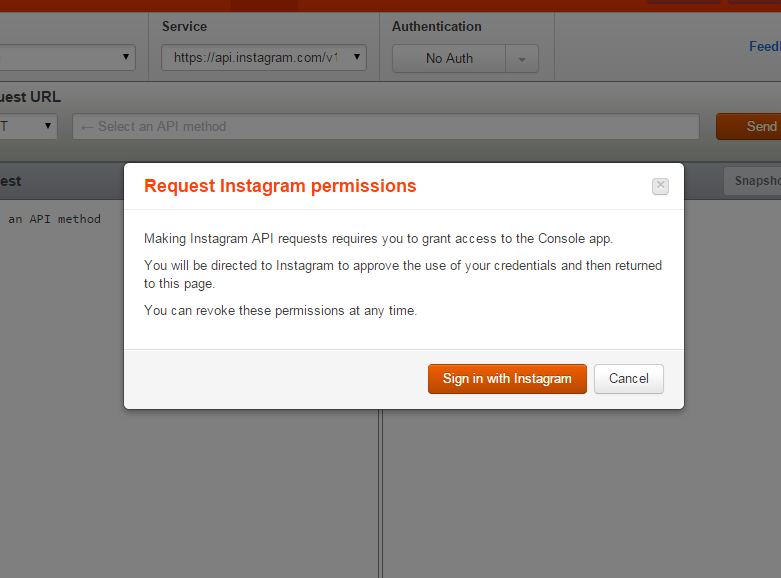 Service
Authentication
https://api.instagram.com/v1
No Auth
Feed
uest URL
T
← Select an API method
Send
est
Snapsho
an API method
Request Instagram permissions
Making Instagram API requests requires you to grant access to the Console app.
You will be directed to Instagram to approve the use of your credentials and then returned
to this page.
You can revoke these permissions at any time.
Sign in with Instagram
Cancel